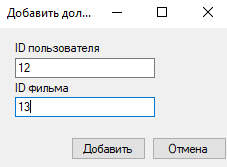 Добавить дол...
ID пользователя
12
ID фильма
13
Добавить
Отмена